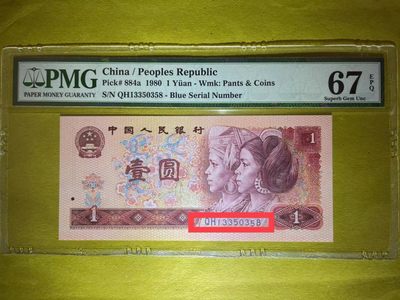 PMG
PAPER MONEY GUARANTY
China / Peoples Republic
Pick# 884a 1980 1 Yüan - Wmk: Pants & Coins
S/N QH13350358 - Blue Serial Number
67
EPQ
Superb Gem Unc
中国人民银行
1
壹圆
1
QH13350358
1